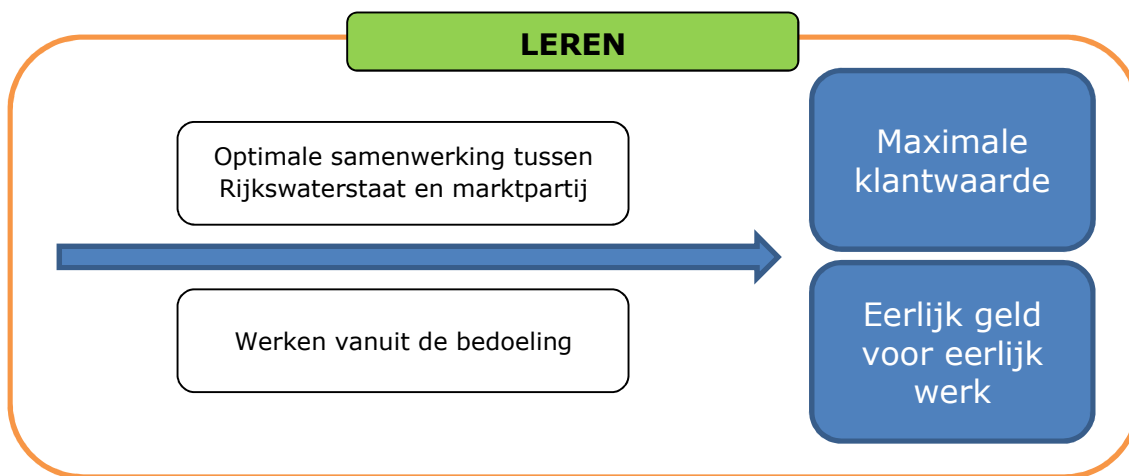 LEREN
Optimale samenwerking tussen
Rijkswaterstaat en marktpartij
Werken vanuit de bedoeling
Maximale
klantwaarde
Eerlijk geld
voor eerlijk
werk